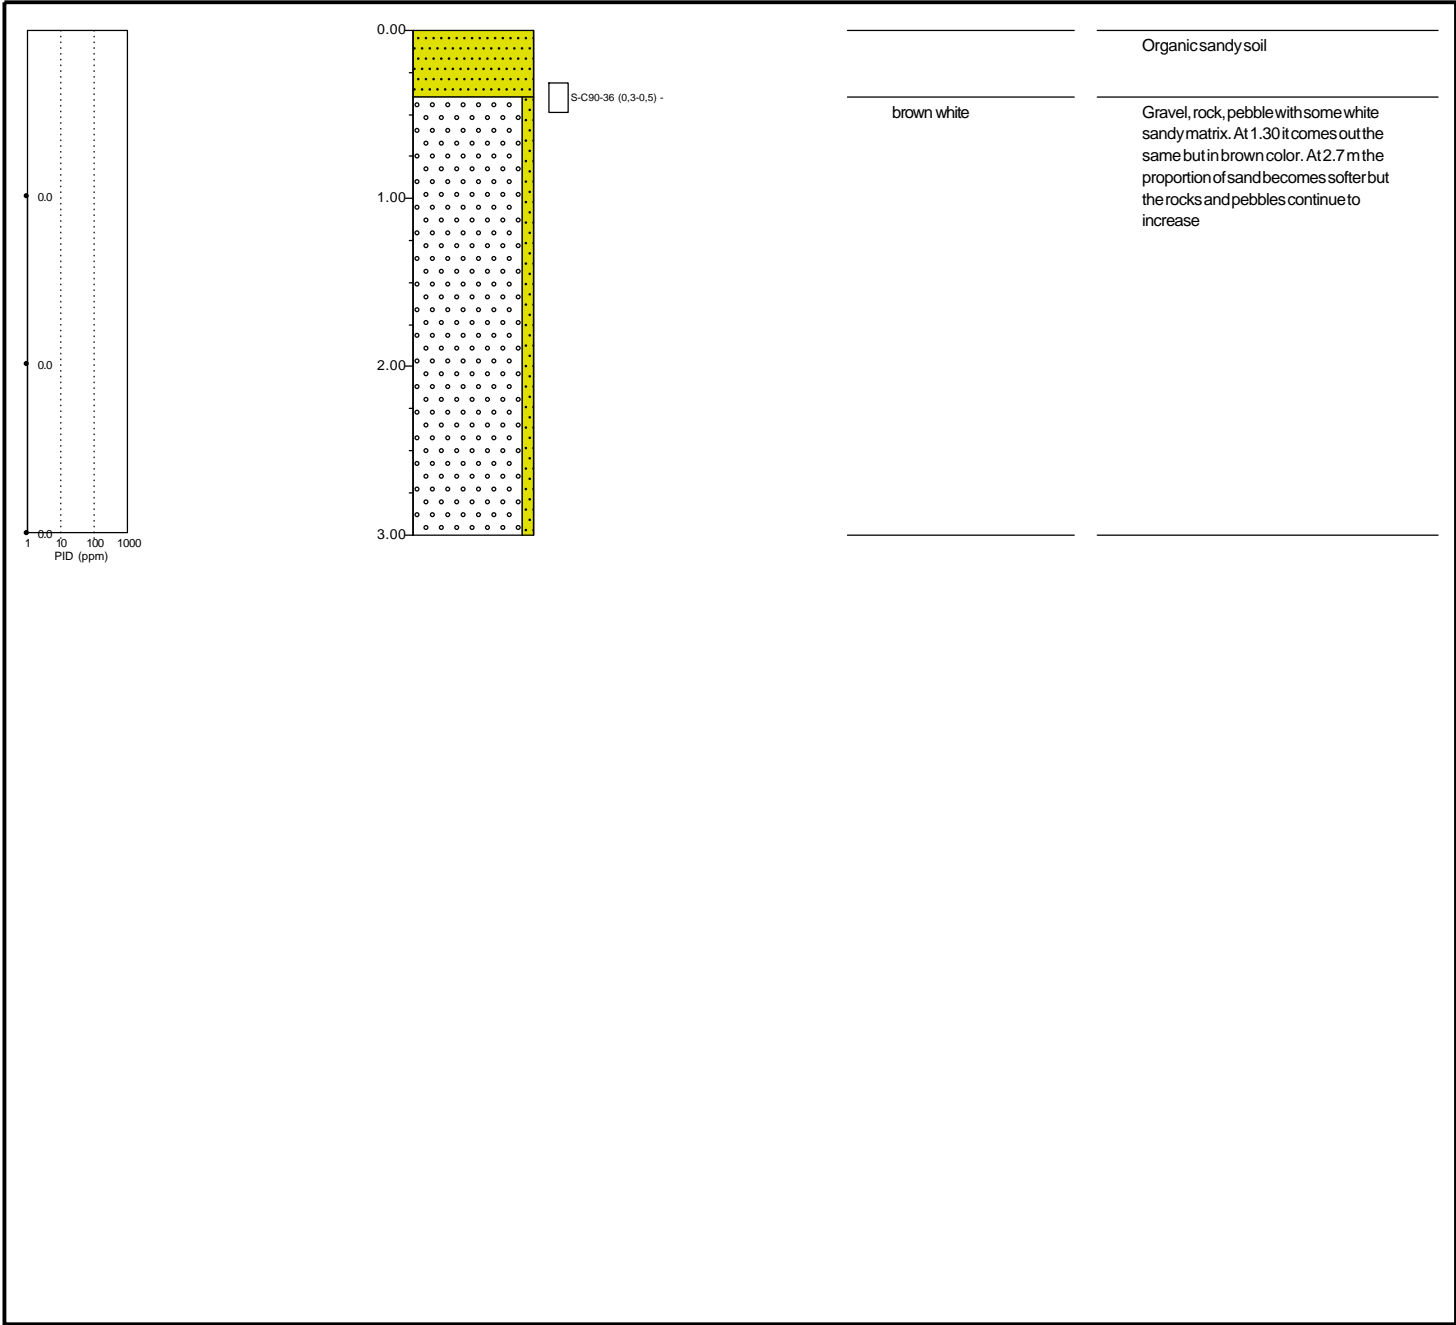 0.00
Organic sandy soil
S-C90-36 (0,3-0,5) -
brown white
Gravel, rock, pebble with some white
sandy matrix. At 1.30 it comes out the
same but in brown color. At 2.7 m the
proportion of sand becomes softer but
the rocks and pebbles continue to
increase
0.0
1.00
0.0
2.00
0.0
3.00
1 10 100 1000
PID (ppm)